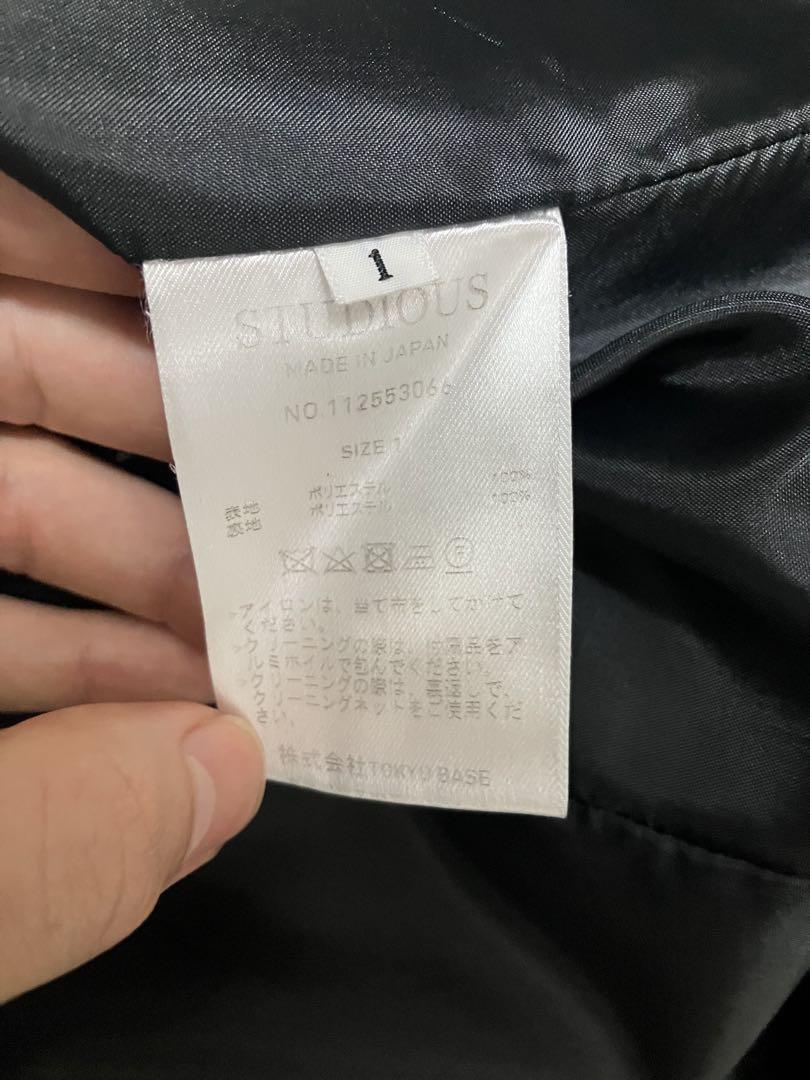 1
STUDIOUS
MADE IN JAPAN
NO.112553066
SIZE 1
表地 ポリエステル 100%
裏地 ポリエステル 100%
アイロンは、当て布をしてかけて
ください。
クリーニングの際は、付属品をア
ルミホイルで包んでください。
クリーニングの際は、裏返しで、
クリーニングネットをご使用くだ
さい。
株式会社TOKYO BASE